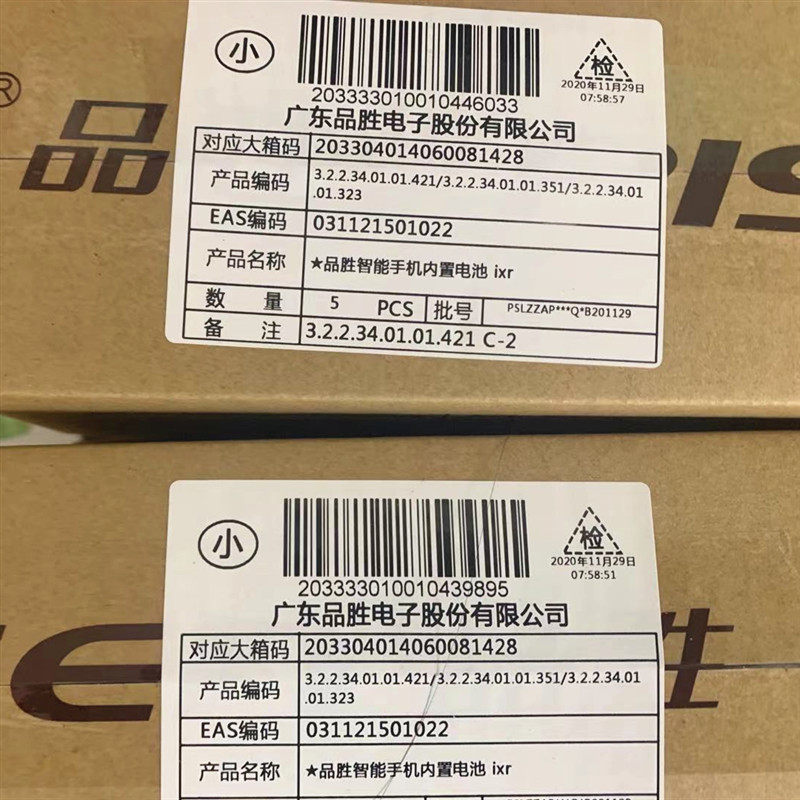 小
203333010010446033
检
2020年11月29日
07:58:57
广东品胜电子股份有限公司
®
品
PIS
对应大箱码 203304014060081428
产品编码 3.2.2.34.01.01.421/3.2.2.34.01.01.351/3.2.2.34.01
.01.323
EAS编码 031121501022
产品名称 ★品胜智能手机内置电池 ixr
数 量 5 PCS 批号 PSLZZAP***Q*B201129
备 注 3.2.2.34.01.01.421 C-2
小
203333010010439895
检
2020年11月29日
07:58:51
广东品胜电子股份有限公司
对应大箱码 203304014060081428
产品编码 3.2.2.34.01.01.421/3.2.2.34.01.01.351/3.2.2.34.01
.01.323
EAS编码 031121501022
产品名称 ★品胜智能手机内置电池 ixr